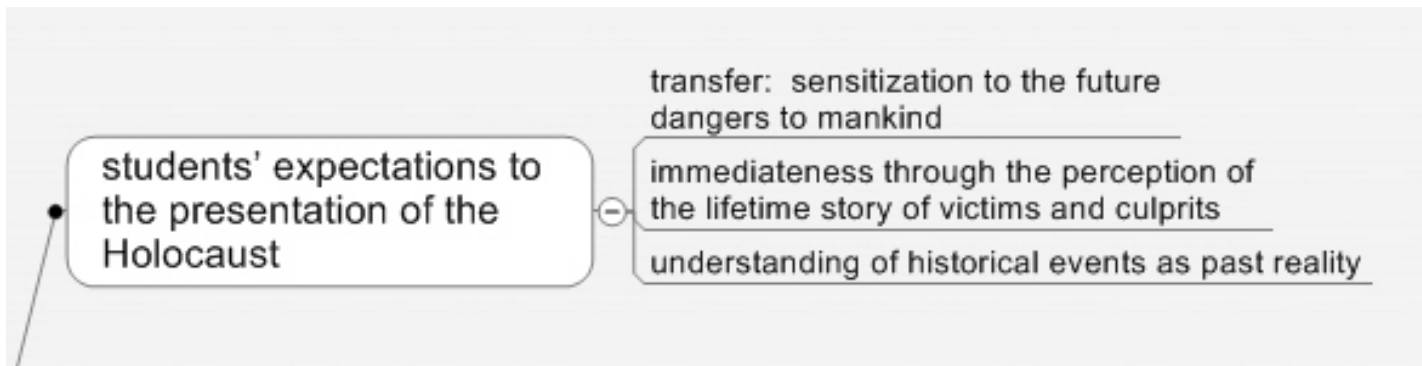 students’ expectations to
the presentation of the
Holocaust
transfer: sensitization to the future
dangers to mankind
immediateness through the perception of
the lifetime story of victims and culprits
understanding of historical events as past reality